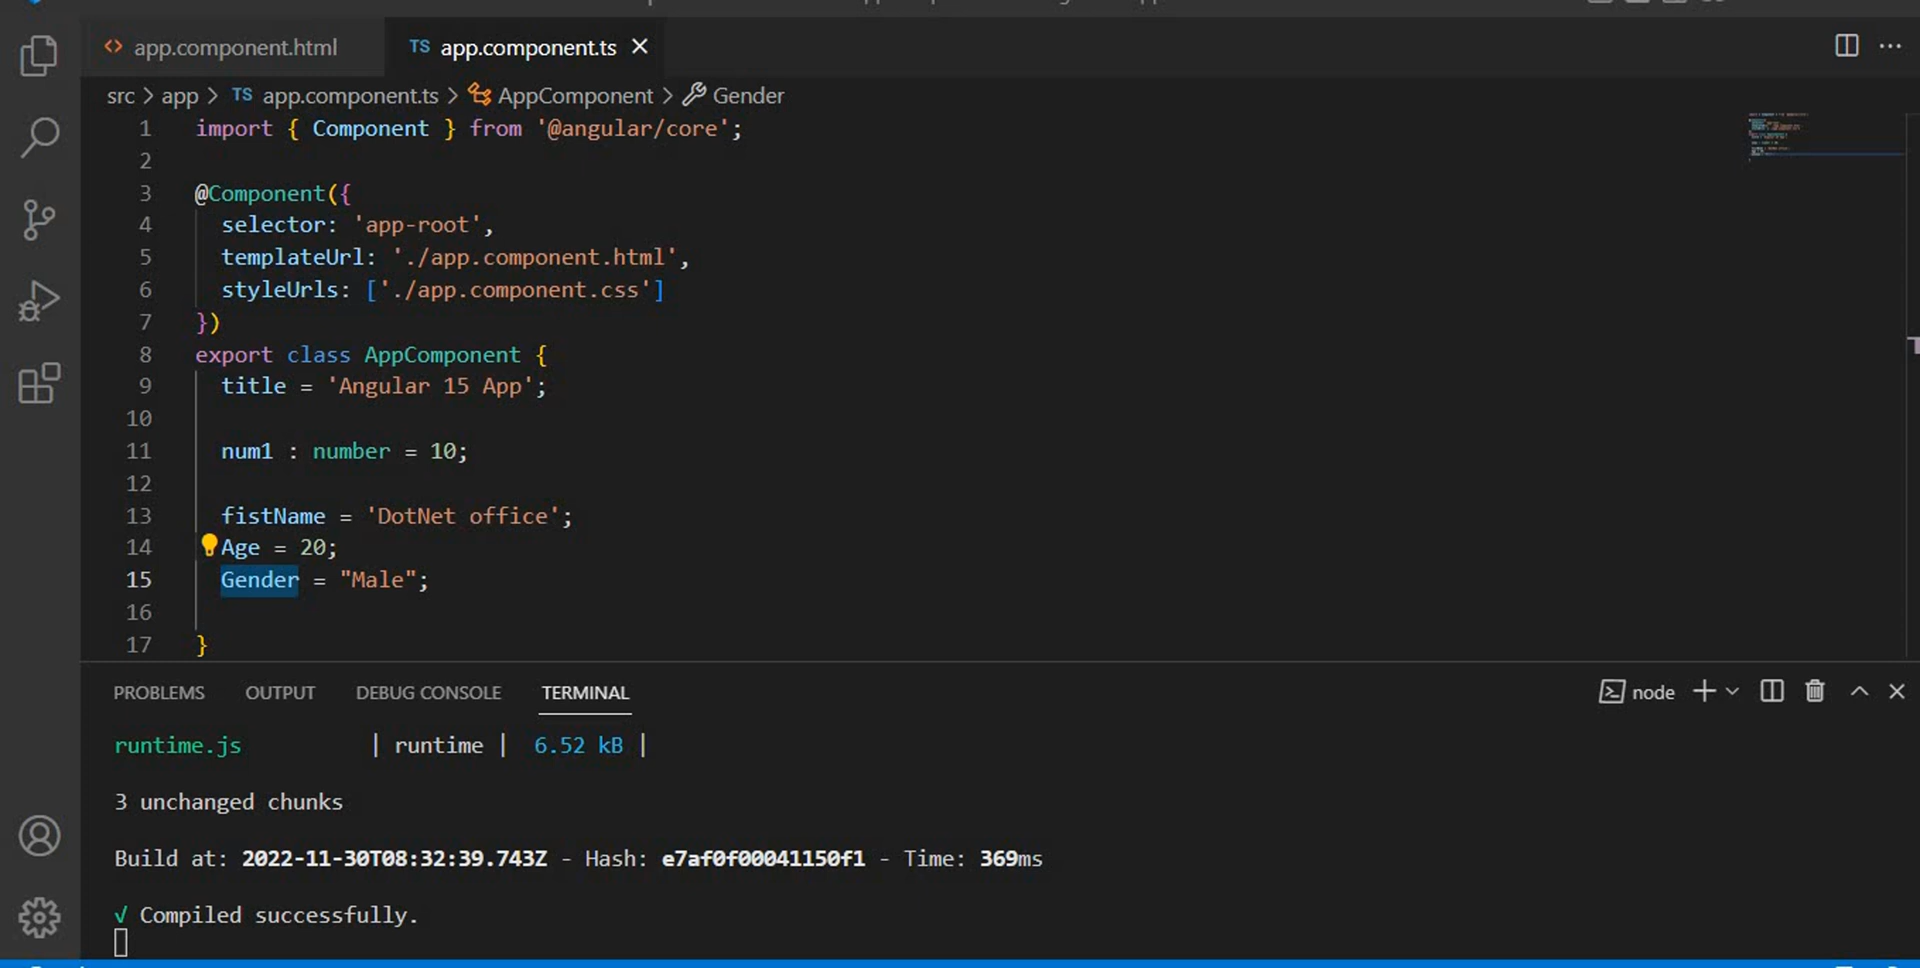 app.component.html
TS app.component.ts
src > app > TS app.component.ts > AppComponent > Gender
1 import { Component } from '@angular/core';
2
3 @Component({
4 selector: 'app-root',
5 templateUrl: './app.component.html',
6 styleUrls: ['./app.component.css']
7 })
8 export class AppComponent {
9 title = 'Angular 15 App';
10
11 num1 : number = 10;
12
13 fistName = 'DotNet office';
14 Age = 20;
15 Gender = "Male";
16
17 }
PROBLEMS OUTPUT DEBUG CONSOLE TERMINAL node
runtime.js | runtime | 6.52 kB |
3 unchanged chunks
Build at: 2022-11-30T08:32:39.743Z - Hash: e7af0f00041150f1 - Time: 369ms
√ Compiled successfully.